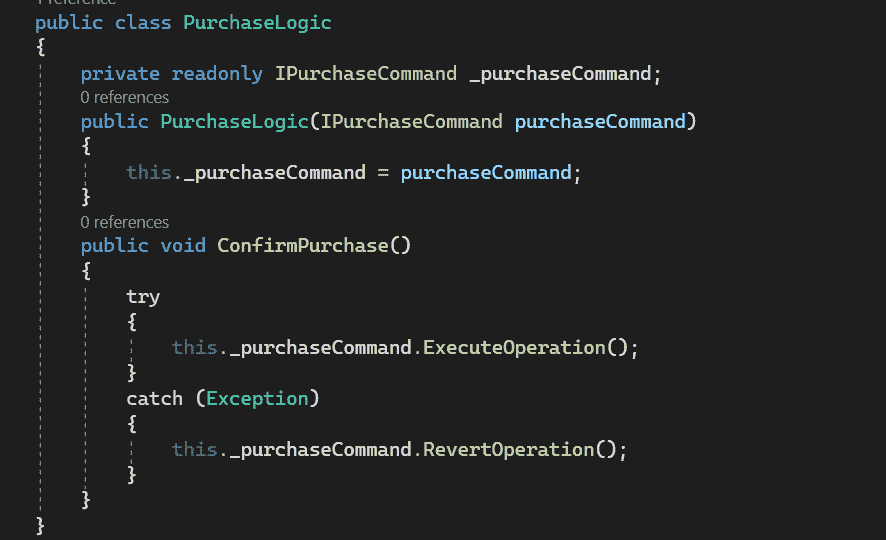 reference
public class PurchaseLogic
{
private readonly IPurchaseCommand _purchaseCommand;
0 references
public PurchaseLogic(IPurchaseCommand purchaseCommand)
{
this._purchaseCommand = purchaseCommand;
}
0 references
public void ConfirmPurchase()
{
try
{
this._purchaseCommand.ExecuteOperation();
}
catch (Exception)
{
this._purchaseCommand.RevertOperation();
}
}
}